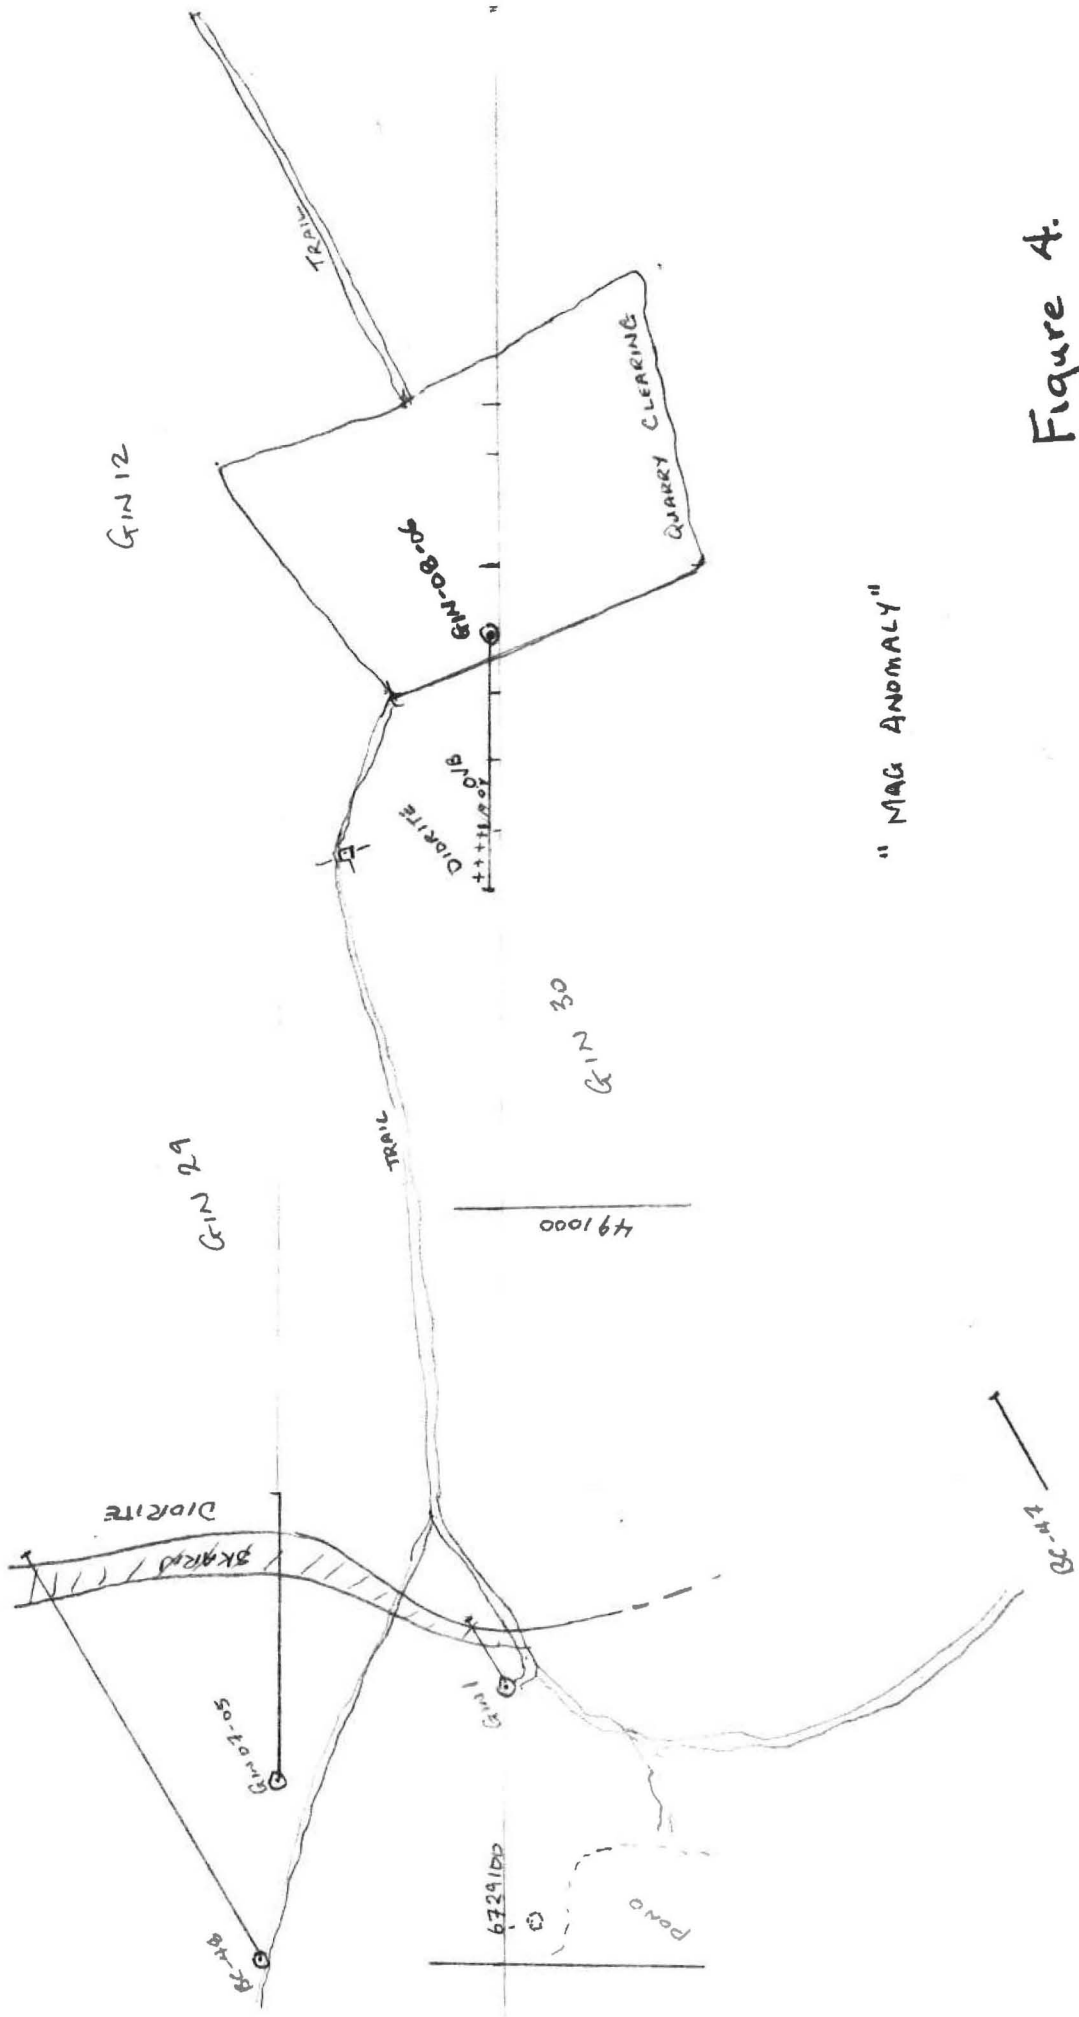 GIN 12
DIORITE
GIN 29
BC-48
SKARN
GIN 07-05
TRAIL
TRAIL
GIN-08-06
DIORITE
O/B
GIN 1
6729100
491000
GIN 30
QUARRY CLEARING
POND
"MAG ANOMALY"
BC-47
Figure 4.